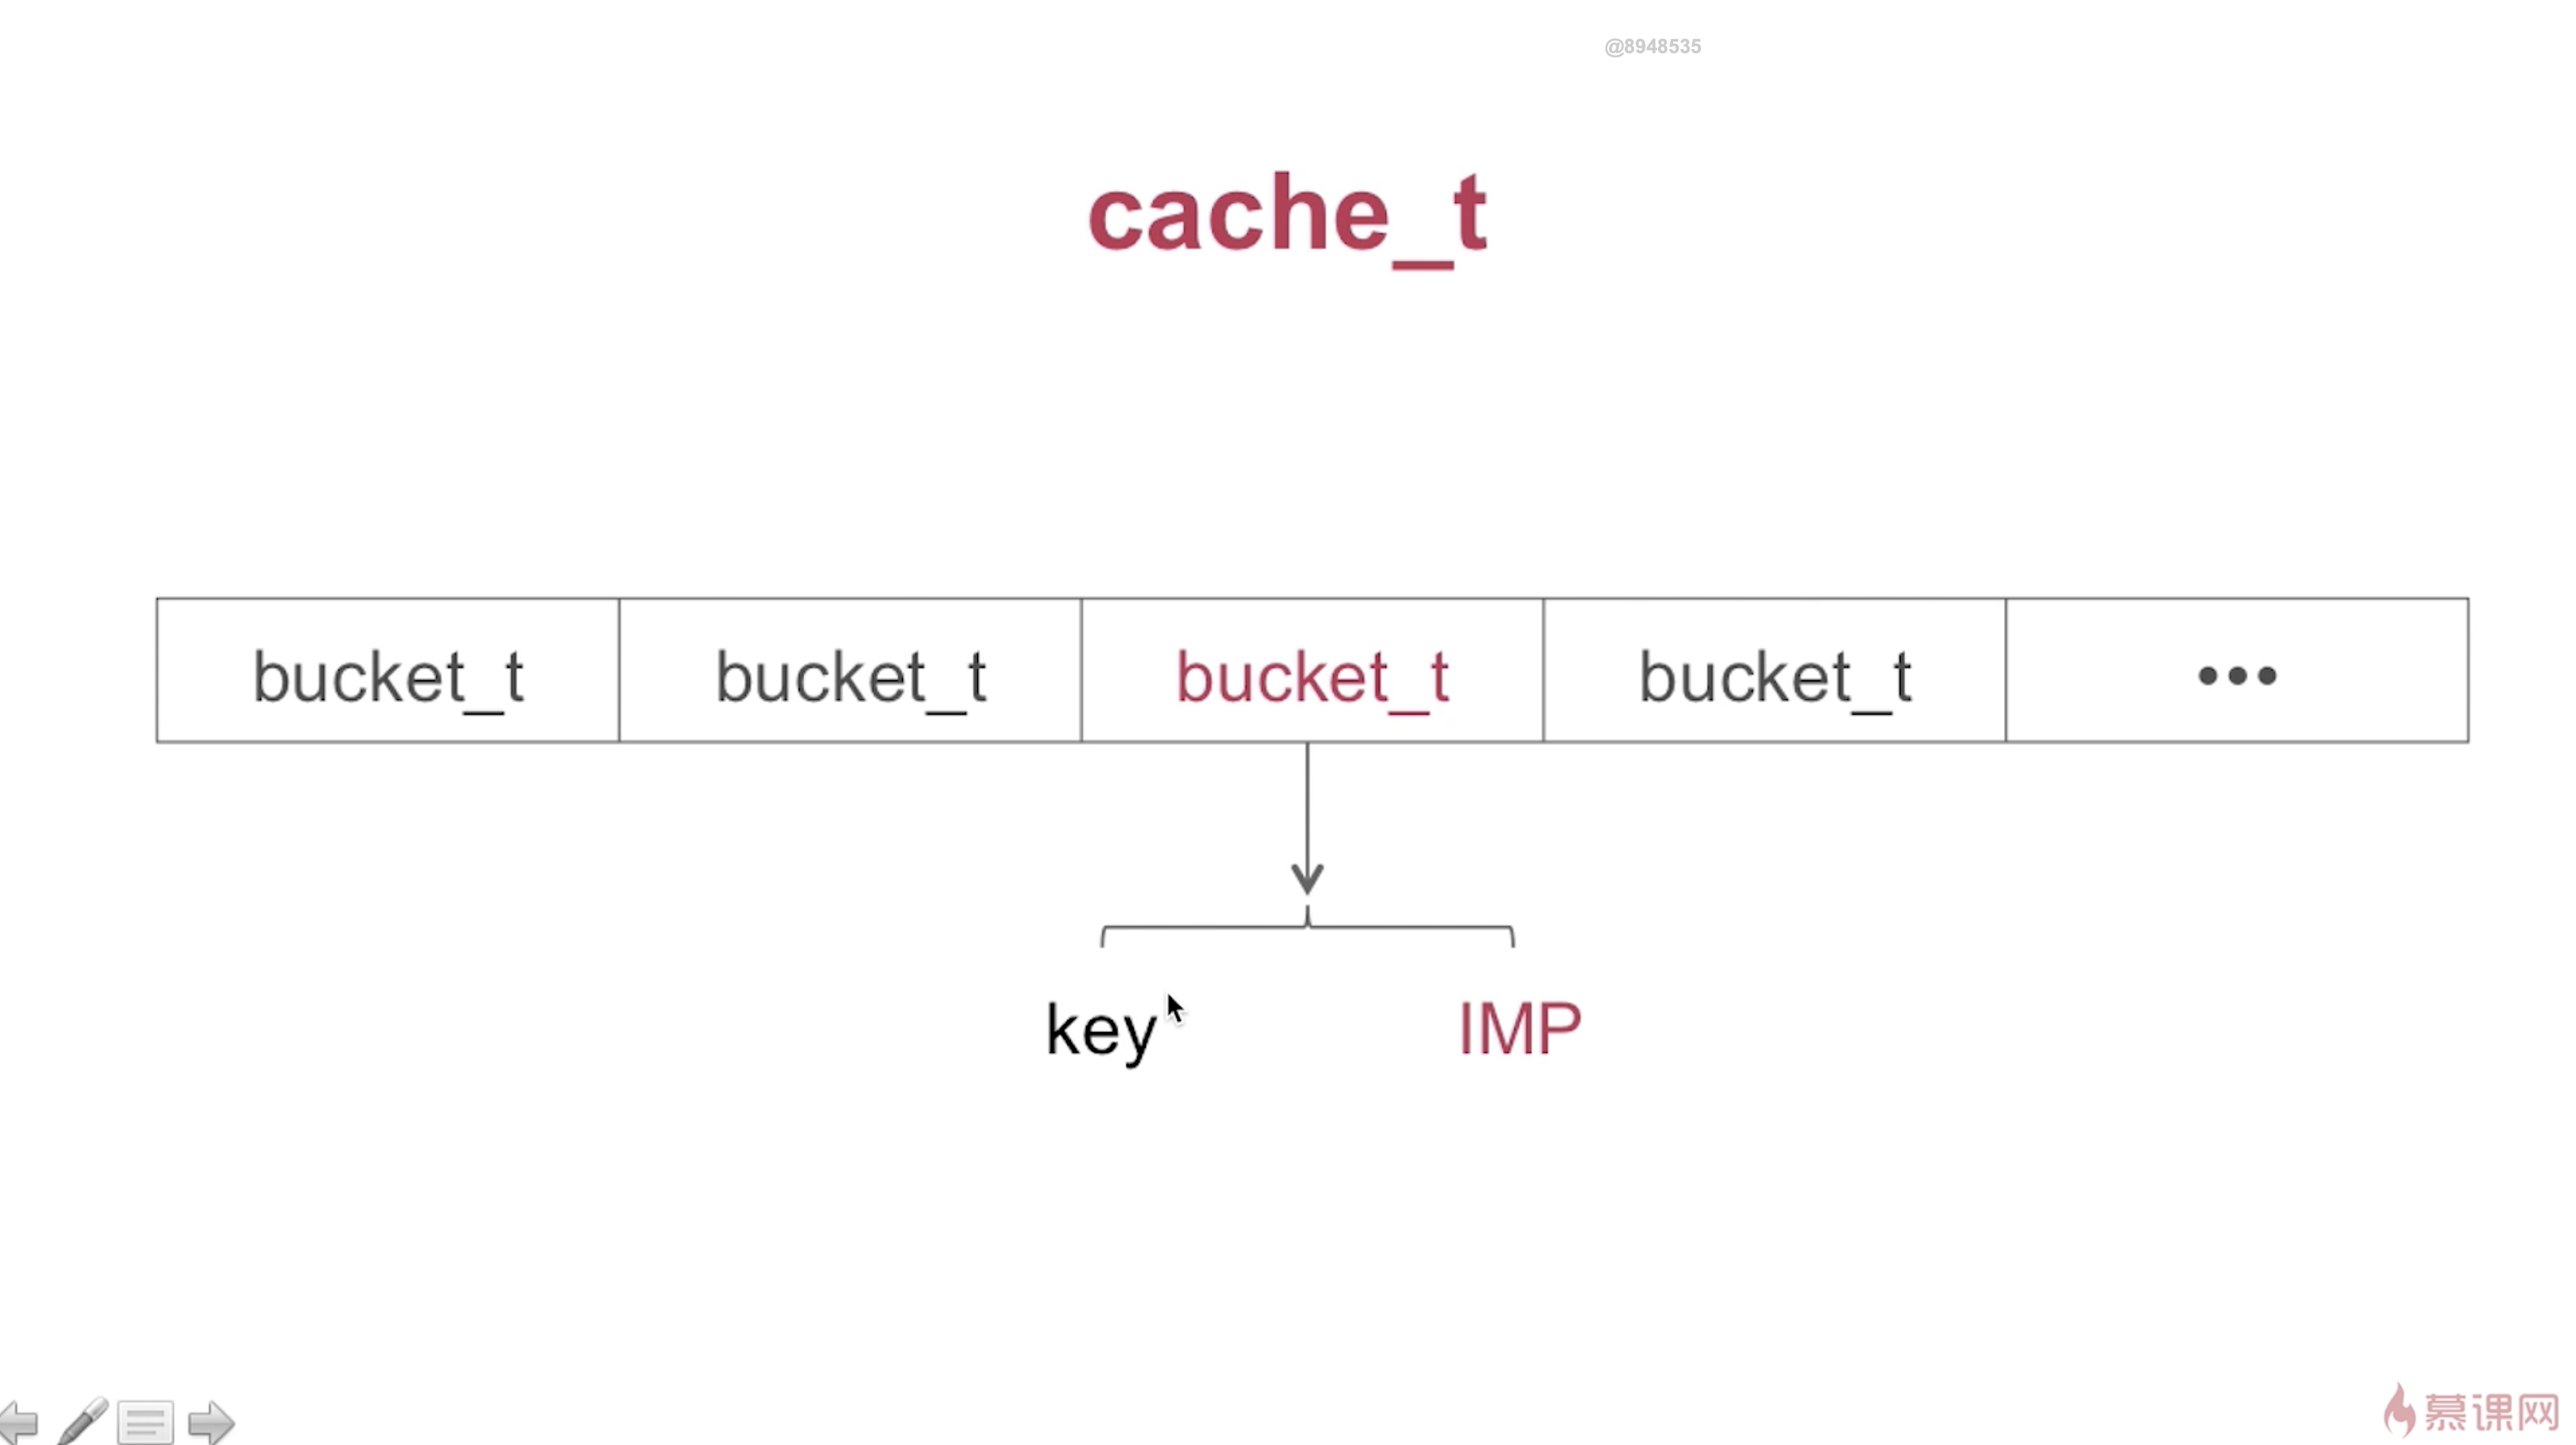 @8948535
cache_t
bucket_t bucket_t bucket_t bucket_t •••
key IMP
慕课网